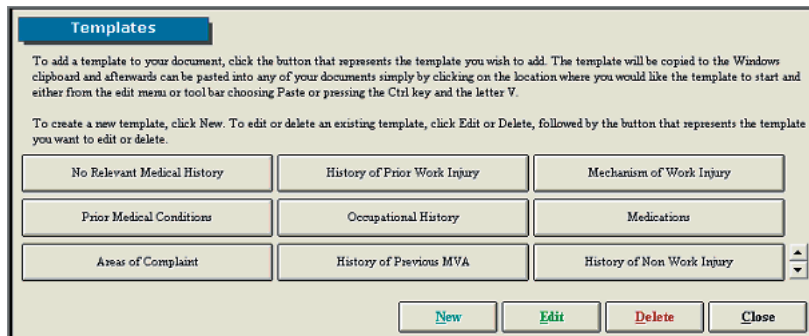 Templates
To add a template to your document, click the button that represents the template you wish to add. The template will be copied to the Windows
clipboard and afterwards can be pasted into any of your documents simply by clicking on the location where you would like the template to start and
either from the edit menu or tool bar choosing Paste or pressing the Ctrl key and the letter V.
To create a new template, click New. To edit or delete an existing template, click Edit or Delete, followed by the button that represents the template
you want to edit or delete.
No Relevant Medical History History of Prior Work Injury Mechanism of Work Injury
Prior Medical Conditions Occupational History Medications
Areas of Complaint History of Previous MVA History of Non Work Injury
New Edit Delete Close